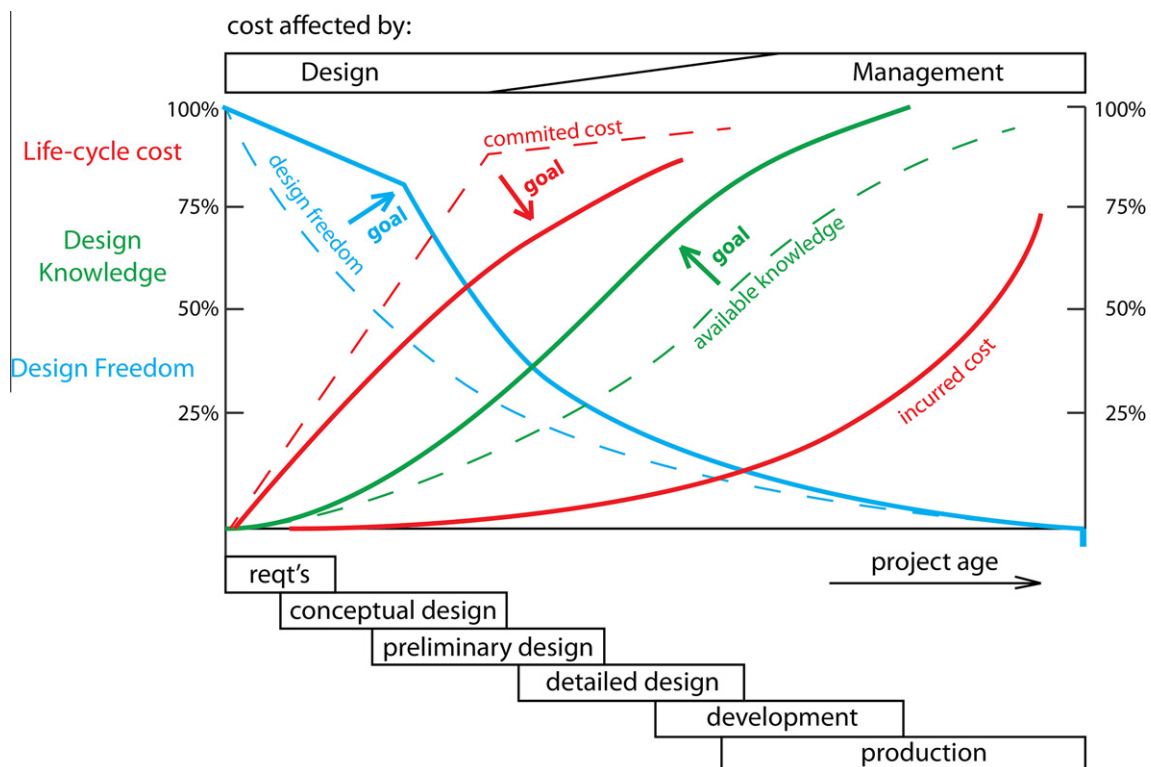 cost affected by:
Design
Management
100%
100%
Life-cycle cost
commited cost
goal
design freedom
goal
75%
75%
Design
Knowledge
goal
available knowledge
50%
50%
Design Freedom
incurred cost
25%
25%
project age
reqt's
conceptual design
preliminary design
detailed design
development
production